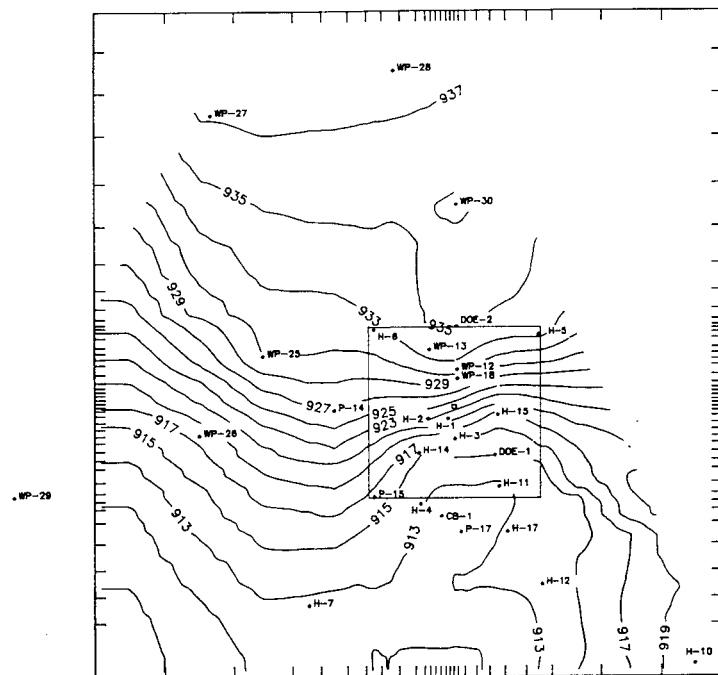 WP-28
937
WP-27
935
WP-30
929
933
935
DOE-2
H-6
H-5
WP-13
WP-25
WP-12
WP-18
929
927
P-14
925
923
H-2
H-1
H-15
917
WP-26
915
H-3
917
H-14
DOE-1
H-11
WP-29
P-15
913
915
H-4
CB-1
913
P-17
H-17
H-12
H-7
913
917
919
H-10